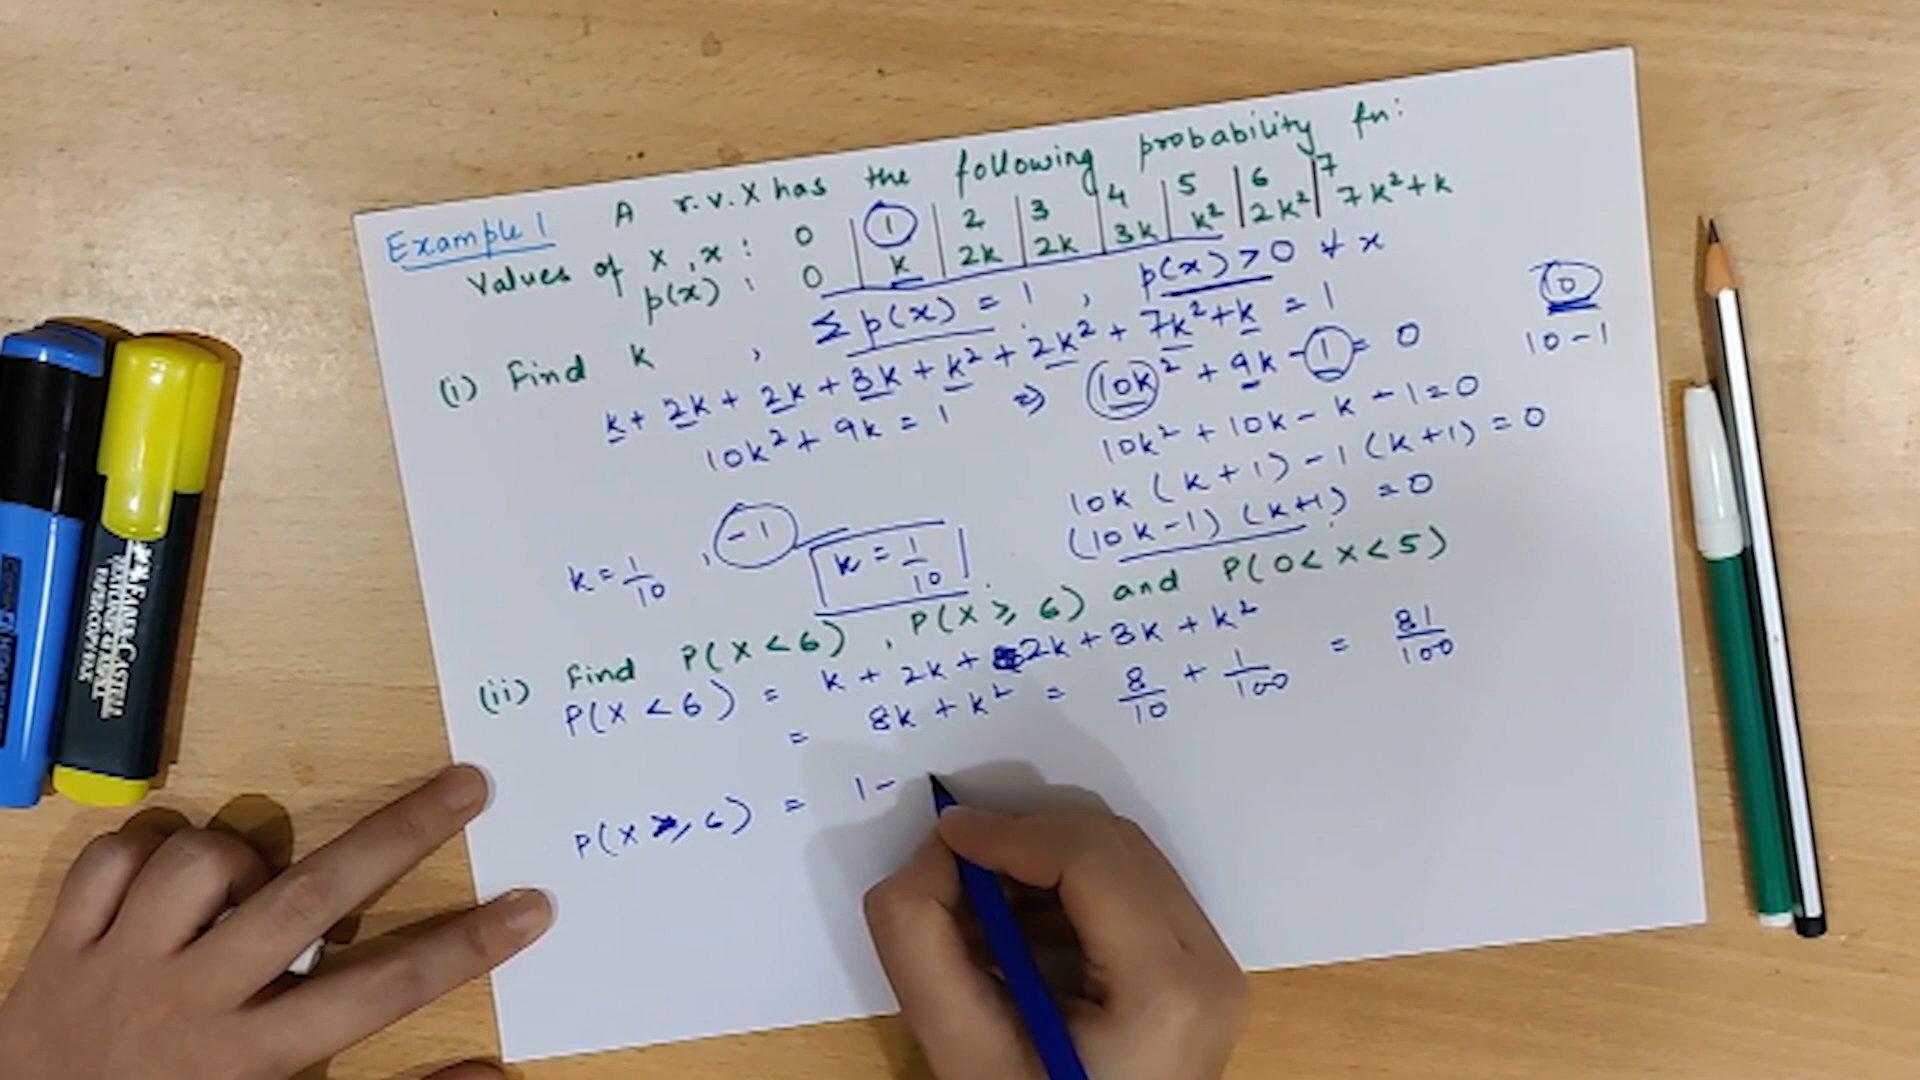 Example 1 A r.v. X has the following probability fn:
Values of X, x : 0 | 1 | 2 | 3 | 4 | 5 | 6 | 7
p(x) : 0 | k | 2k | 2k | 3k | k² | 2k² | 7k²+k
Σp(x) = 1 , p(x) > 0 ∀ x
(i) Find k ,
k + 2k + 2k + 3k + k² + 2k² + 7k²+k = 1
10k² + 9k = 1 ⇒ 10k² + 9k - 1 = 0
10
10-1
10k² + 10k - k - 1 = 0
10k (k+1) - 1 (k+1) = 0
(10k-1) (k+1) = 0
k = 1/10 , -1
k = 1/10
(ii) Find P(X < 6) , P(X ≥ 6) and P(0 < X < 5)
P(X < 6) = k + 2k + 2k + 3k + k²
= 8k + k² = 8/10 + 1/100 = 81/100
P(X ≥ 6) = 1 -